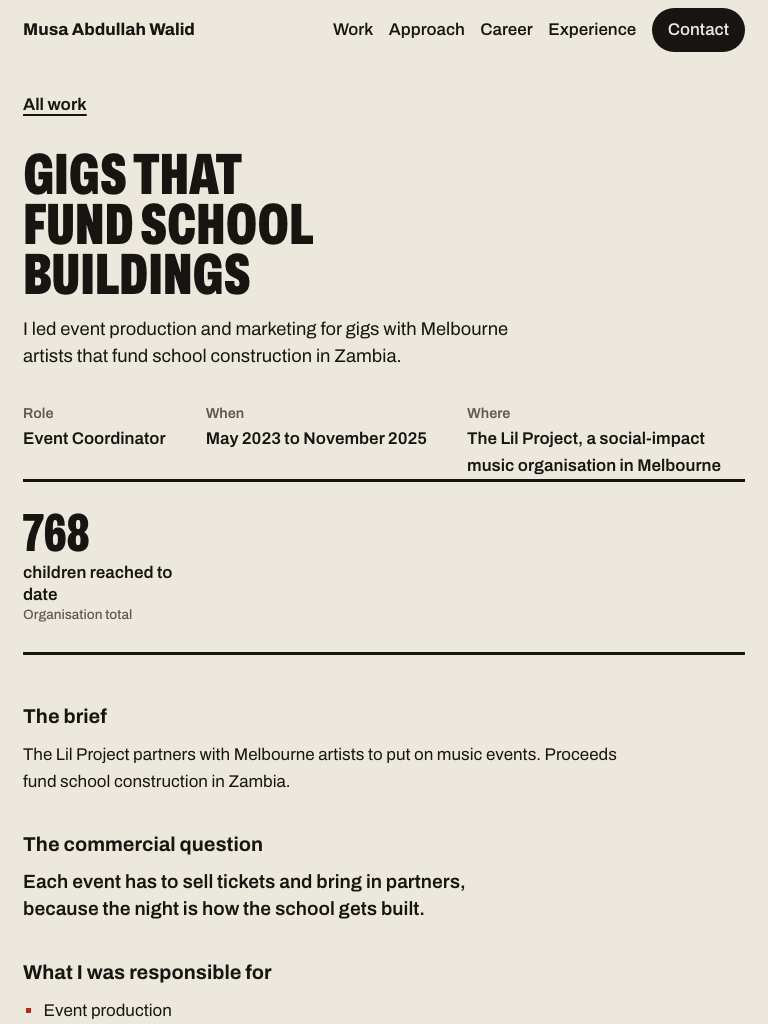 Musa Abdullah Walid
Work Approach Career Experience Contact
All work
GIGS THAT
FUND SCHOOL
BUILDINGS
I led event production and marketing for gigs with Melbourne
artists that fund school construction in Zambia.
Role
Event Coordinator
When
May 2023 to November 2025
Where
The Lil Project, a social-impact
music organisation in Melbourne
768
children reached to
date
Organisation total
The brief
The Lil Project partners with Melbourne artists to put on music events. Proceeds
fund school construction in Zambia.
The commercial question
Each event has to sell tickets and bring in partners,
because the night is how the school gets built.
What I was responsible for
Event production